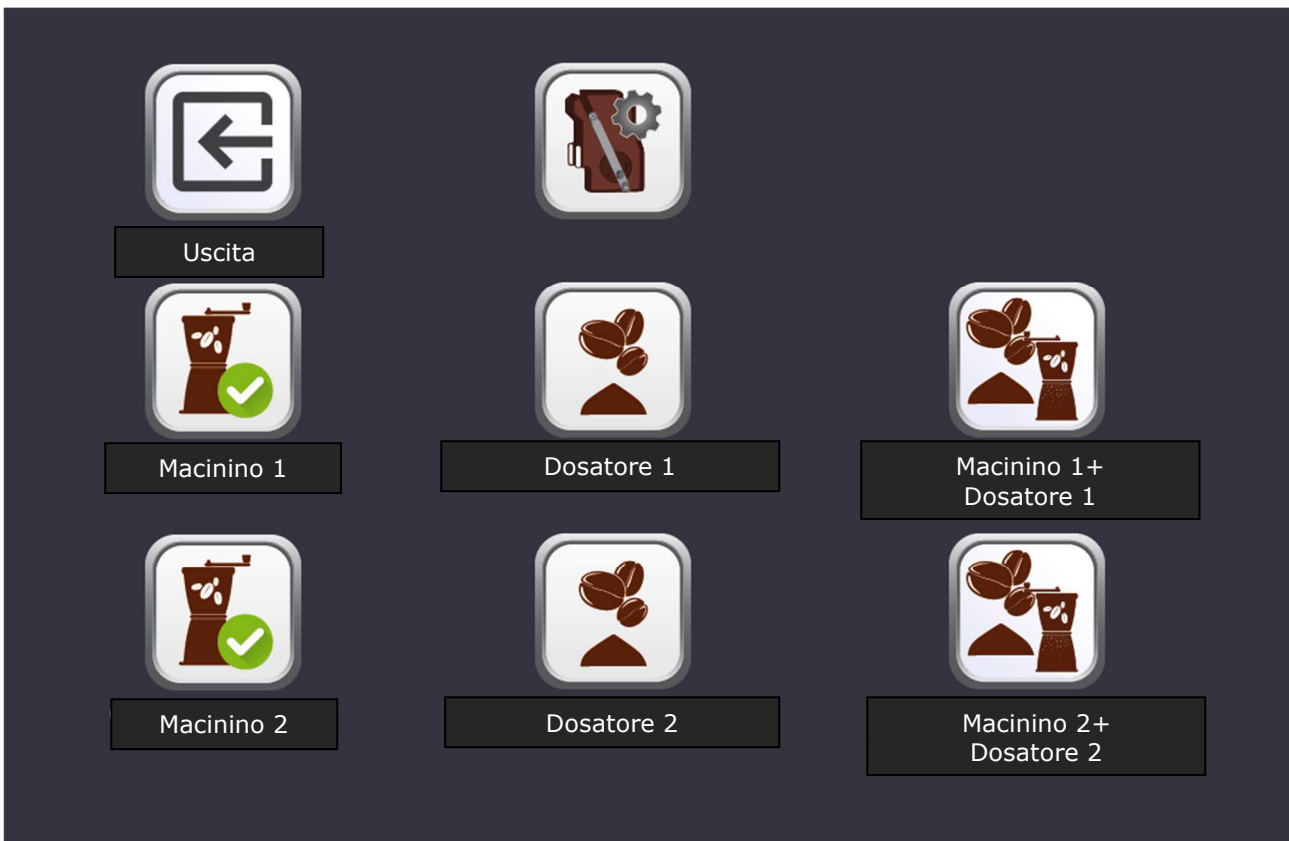 Uscita
Macinino 1
Dosatore 1
Macinino 1+
Dosatore 1
Macinino 2
Dosatore 2
Macinino 2+
Dosatore 2